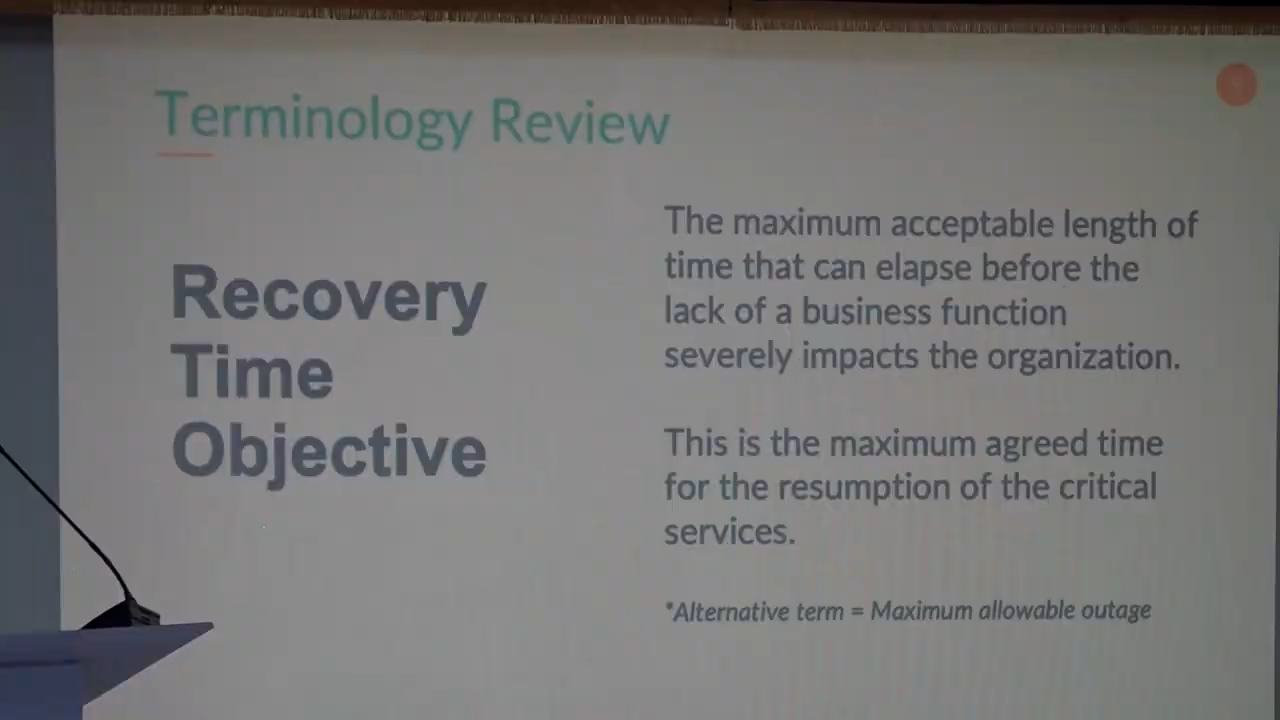 Terminology Review
Recovery
Time
Objective
The maximum acceptable length of
time that can elapse before the
lack of a business function
severely impacts the organization.
This is the maximum agreed time
for the resumption of the critical
services.
*Alternative term = Maximum allowable outage